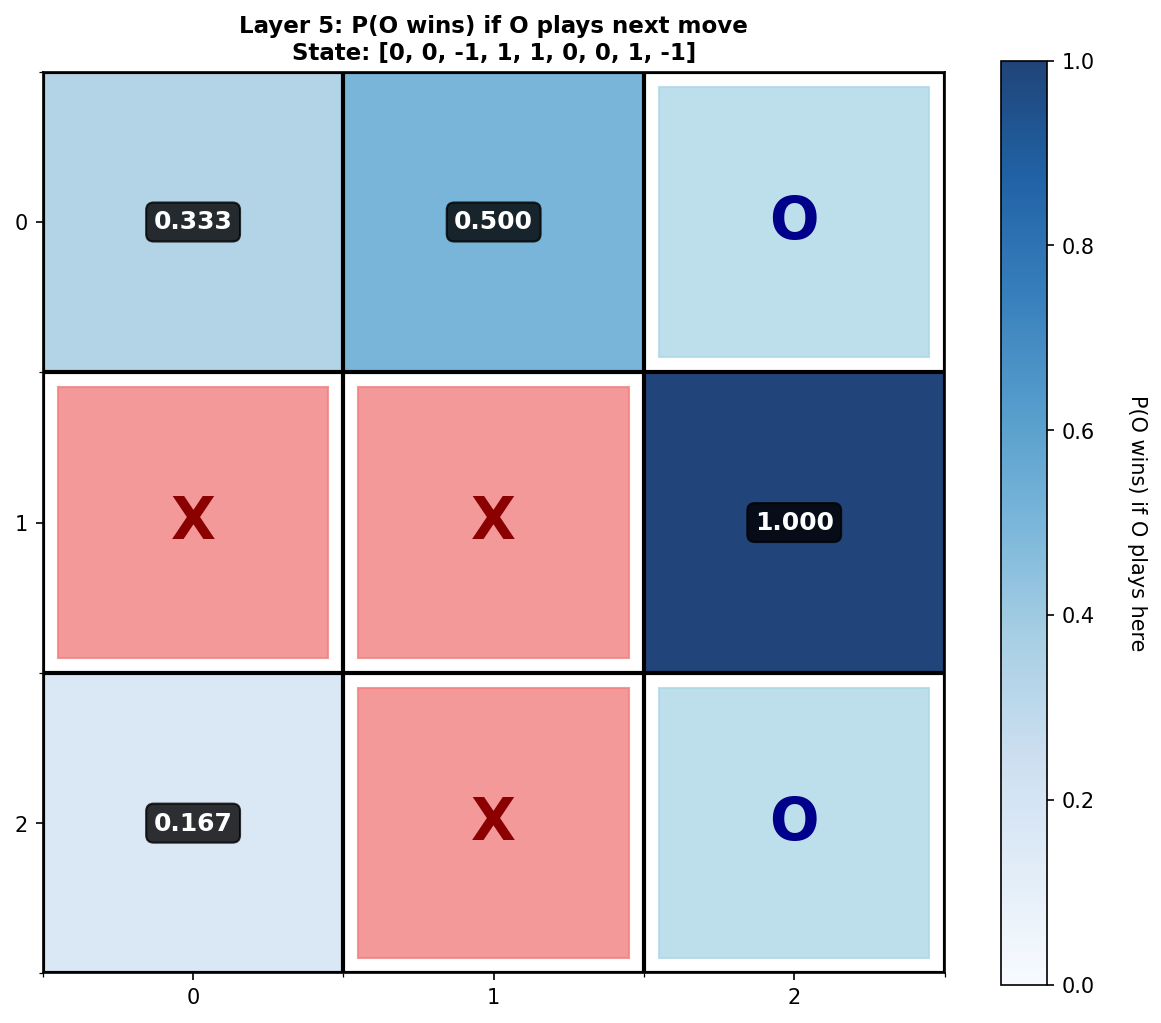 Layer 5: P(O wins) if O plays next move
State: [0, 0, -1, 1, 1, 0, 0, 1, -1]
0
0.333
0.500
O
1
X
X
1.000
2
0.167
X
O
0
1
2
1.0
0.8
0.6
0.4
0.2
0.0
P(O wins) if O plays here